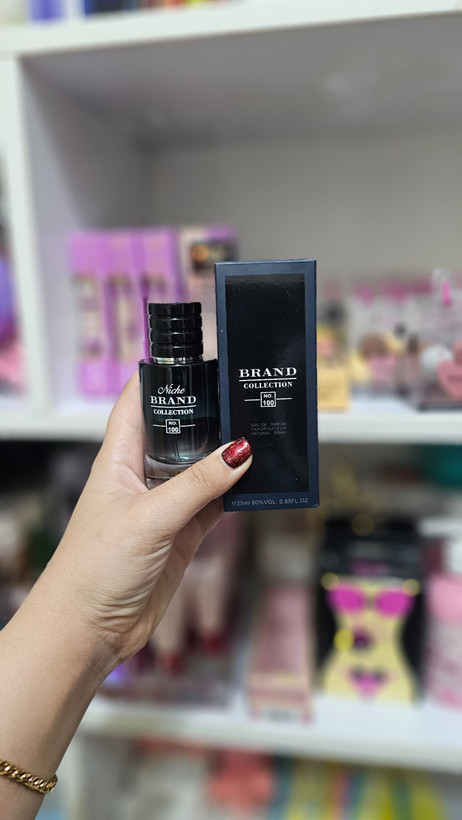 Niche
BRAND
COLLECTION
NO.
100
BRAND
COLLECTION
NO.
100
EAU DE PARFUM
VAPORISATEUR
NATURAL SPRAY
e25ml 80%VOL. 0.85FL.OZ